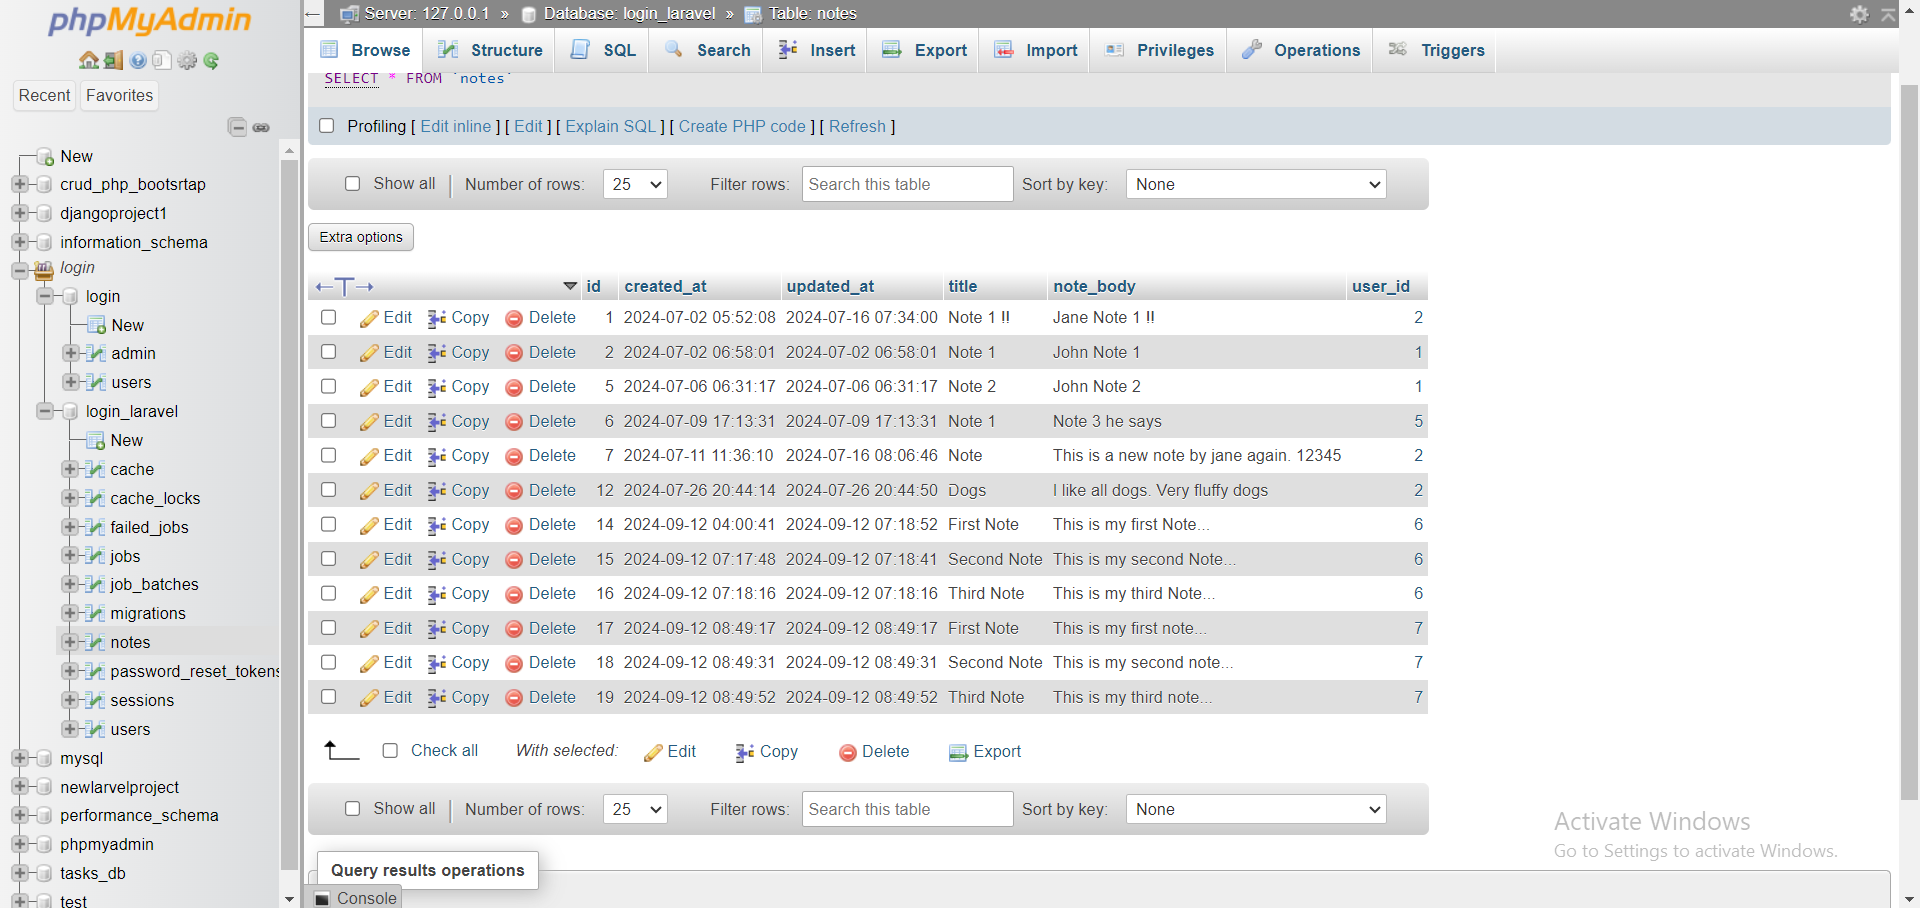 phpMyAdmin
Recent Favorites
New
crud_php_bootsrtap
djangoproject1
information_schema
login
login
New
admin
users
login_laravel
New
cache
cache_locks
failed_jobs
jobs
job_batches
migrations
notes
password_reset_tokens
sessions
users
mysql
newlarvelproject
performance_schema
phpmyadmin
tasks_db
test
Server: 127.0.0.1 » Database: login_laravel » Table: notes
Browse Structure SQL Search Insert Export Import Privileges Operations Triggers
SELECT * FROM `notes`
Profiling [ Edit inline ] [ Edit ] [ Explain SQL ] [ Create PHP code ] [ Refresh ]
Show all Number of rows: 25 Filter rows: Search this table Sort by key: None
Extra options
id created_at updated_at title note_body user_id
Edit Copy Delete 1 2024-07-02 05:52:08 2024-07-16 07:34:00 Note 1 !! Jane Note 1 !! 2
Edit Copy Delete 2 2024-07-02 06:58:01 2024-07-02 06:58:01 Note 1 John Note 1 1
Edit Copy Delete 5 2024-07-06 06:31:17 2024-07-06 06:31:17 Note 2 John Note 2 1
Edit Copy Delete 6 2024-07-09 17:13:31 2024-07-09 17:13:31 Note 1 Note 3 he says 5
Edit Copy Delete 7 2024-07-11 11:36:10 2024-07-16 08:06:46 Note This is a new note by jane again. 12345 2
Edit Copy Delete 12 2024-07-26 20:44:14 2024-07-26 20:44:50 Dogs I like all dogs. Very fluffy dogs 2
Edit Copy Delete 14 2024-09-12 04:00:41 2024-09-12 07:18:52 First Note This is my first Note... 6
Edit Copy Delete 15 2024-09-12 07:17:48 2024-09-12 07:18:41 Second Note This is my second Note... 6
Edit Copy Delete 16 2024-09-12 07:18:16 2024-09-12 07:18:16 Third Note This is my third Note... 6
Edit Copy Delete 17 2024-09-12 08:49:17 2024-09-12 08:49:17 First Note This is my first note... 7
Edit Copy Delete 18 2024-09-12 08:49:31 2024-09-12 08:49:31 Second Note This is my second note... 7
Edit Copy Delete 19 2024-09-12 08:49:52 2024-09-12 08:49:52 Third Note This is my third note... 7
Check all With selected: Edit Copy Delete Export
Show all Number of rows: 25 Filter rows: Search this table Sort by key: None
Query results operations
Console
Activate Windows
Go to Settings to activate Windows.